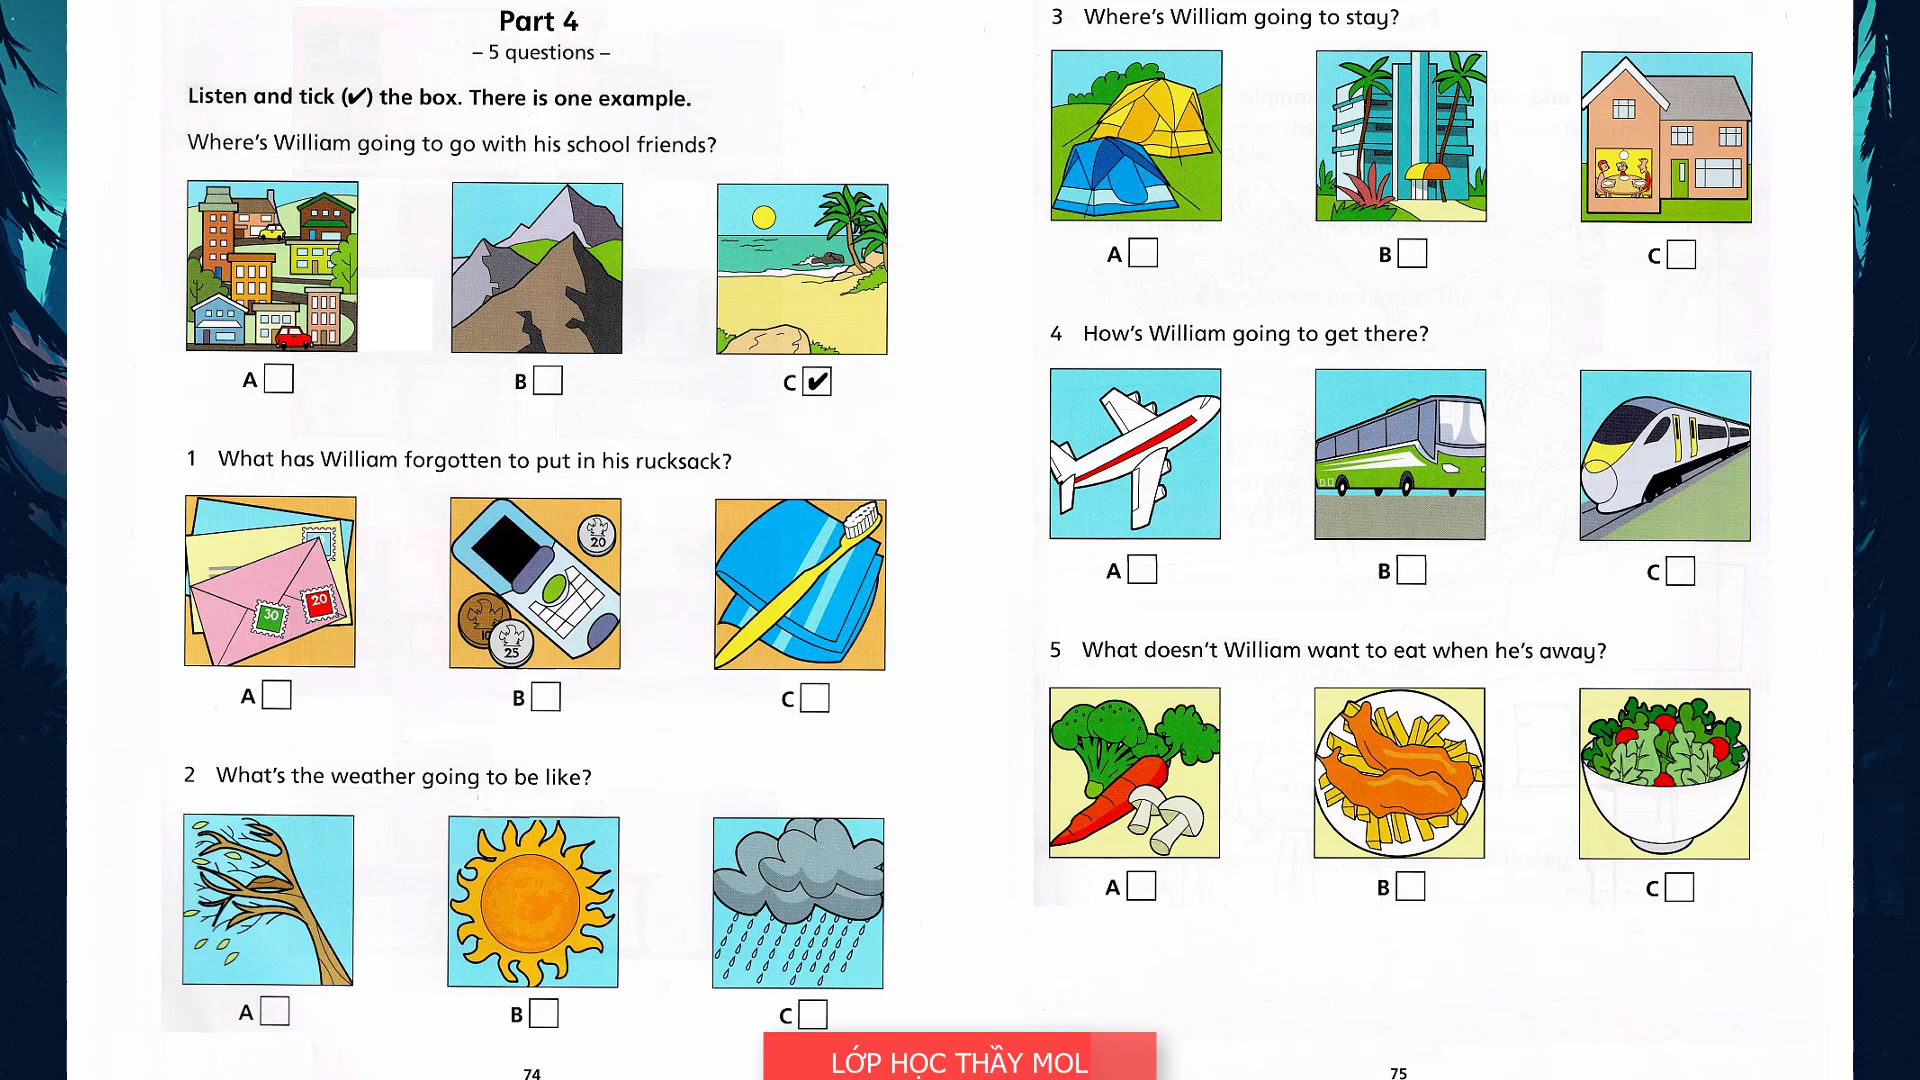 Part 4
– 5 questions –
Listen and tick (✔) the box. There is one example.
Where's William going to go with his school friends?
A
B
C ✔
1 What has William forgotten to put in his rucksack?
30
20
20
10
25
A
B
C
2 What's the weather going to be like?
A
B
C
74
3 Where's William going to stay?
A
B
C
4 How's William going to get there?
A
B
C
5 What doesn't William want to eat when he's away?
A
B
C
75
LỚP HỌC THẦY MOL